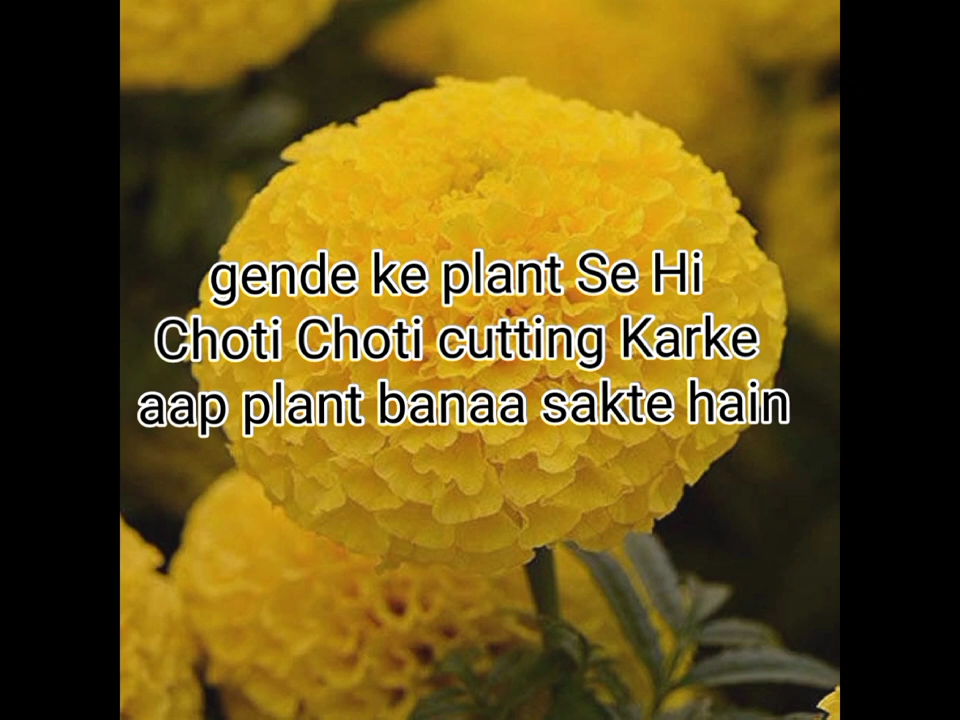 gende ke plant Se Hi
Choti Choti cutting Karke
aap plant banaa sakte hain